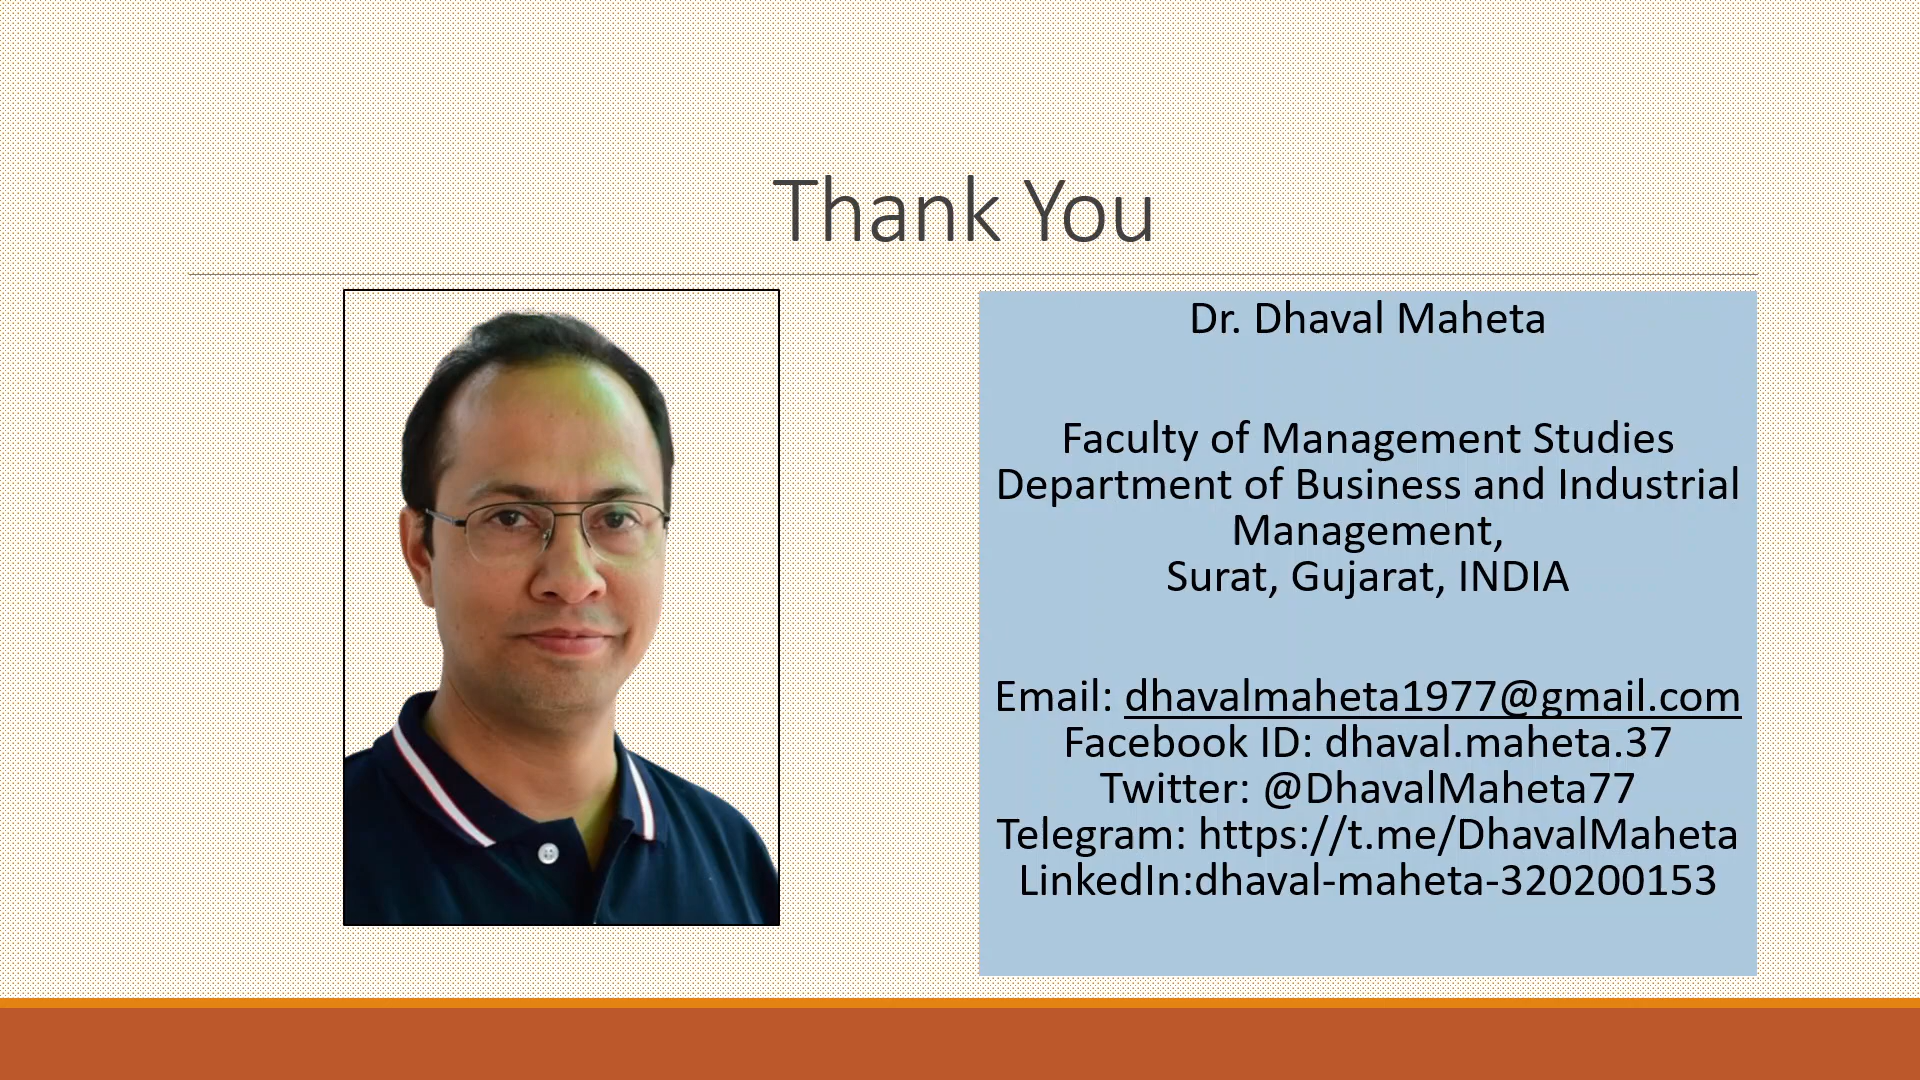 Thank You
Dr. Dhaval Maheta
Faculty of Management Studies
Department of Business and Industrial
Management,
Surat, Gujarat, INDIA
Email: dhavalmaheta1977@gmail.com
Facebook ID: dhaval.maheta.37
Twitter: @DhavalMaheta77
Telegram: https://t.me/DhavalMaheta
LinkedIn:dhaval-maheta-320200153